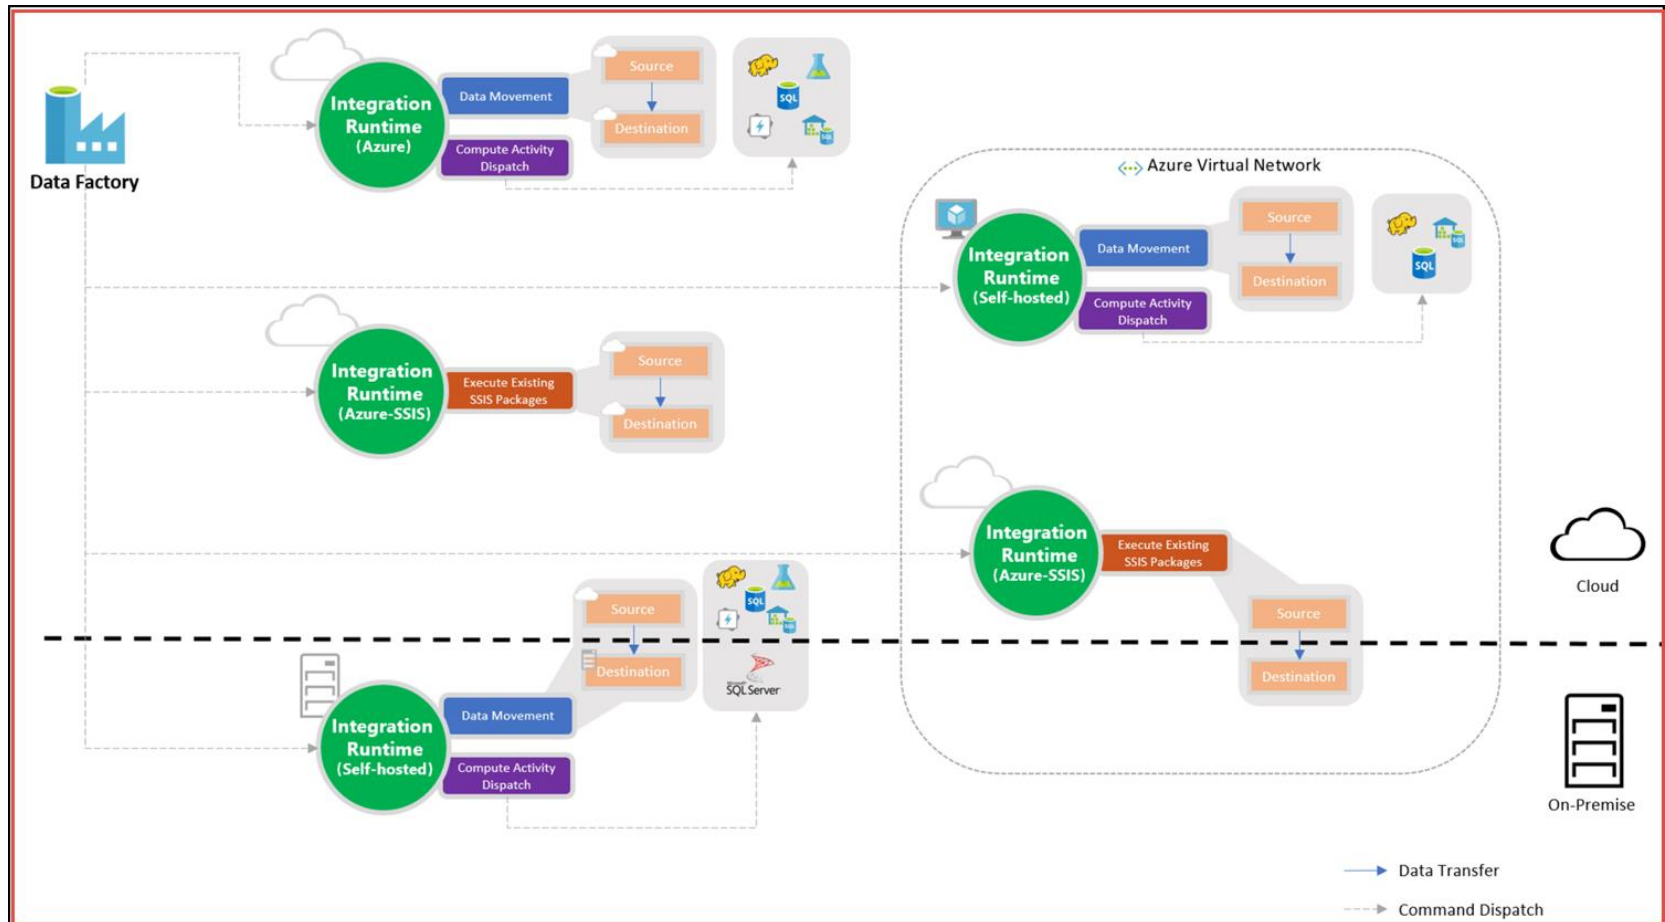 Data Factory
Integration
Runtime
(Azure)
Data Movement
Compute Activity
Dispatch
Source
Destination
SQL
Azure Virtual Network
Integration
Runtime
(Self-hosted)
Data Movement
Compute Activity
Dispatch
Source
Destination
SQL
SQL
Integration
Runtime
(Azure-SSIS)
Execute Existing
SSIS Packages
Source
Destination
Integration
Runtime
(Azure-SSIS)
Execute Existing
SSIS Packages
Source
Destination
Integration
Runtime
(Self-hosted)
Data Movement
Compute Activity
Dispatch
Source
Destination
SQL
Microsoft
SQL Server
Cloud
On-Premise
Data Transfer
Command Dispatch